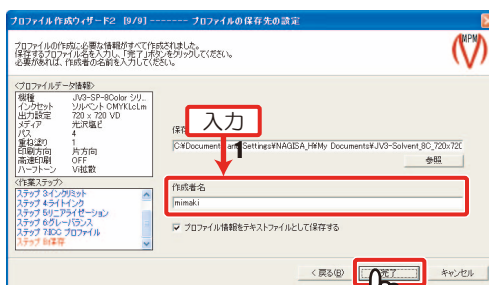 プロファイル作成ウィザード2 [9/9] ------- プロファイルの保存先の設定
プロファイルの作成に必要な情報がすべて作成されました。
保存するプロファイル名を入力し、「完了」ボタンをクリックしてください。
必要があれば、作成者の名前を入力してください。
(MPM)
<プロファイルデータ情報>
機種 JV3-SP-8Color シリ...
インクセット ソルベント CMYKLcLm
出力設定 720 x 720 VD
メディア 光沢塩ビ
パス 4
重ね塗り 1
印刷方向 片方向
高速印刷 OFF
ハーフトーン Vi拡散
<作業ステップ>
ステップ 3:インクリミット
ステップ 4:ライトインク
ステップ 5:リニアライゼーション
ステップ 6:グレーバランス
ステップ 7:ICC プロファイル
ステップ 8:保存
入力
1
保存
C:¥Documents and Settings¥NAGISA_H¥My Documents¥JV3-Solvent_8C_720x720
参照
作成者名
mimaki
プロファイル情報をテキストファイルとして保存する
< 戻る(B)
完了
キャンセル